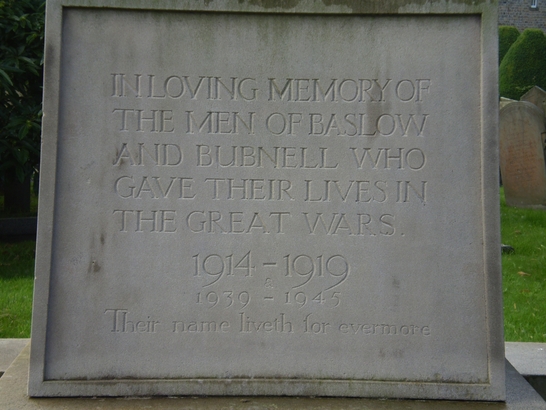 IN LOVING MEMORY OF
THE MEN OF BASLOW
AND BUBNELL WHO
GAVE THEIR LIVES IN
THE GREAT WARS.
1914 - 1919
&
1939 - 1945
Their name liveth for evermore